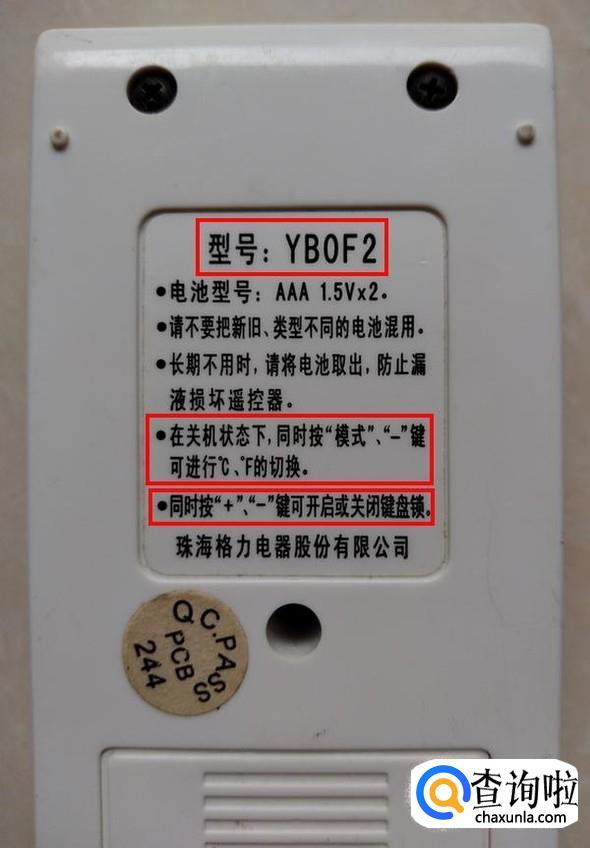 型号：YB0F2
●电池型号：AAA 1.5Vx2。
●请不要把新旧、类型不同的电池混用。
●长期不用时，请将电池取出，防止漏
液损坏遥控器。
●在关机状态下，同时按“模式”、“－”键
可进行℃、℉的切换。
●同时按“＋”、“－”键可开启或关闭键盘锁。
珠海格力电器股份有限公司
Q C.PASS
PCB
244
查询啦
chaxunla.com